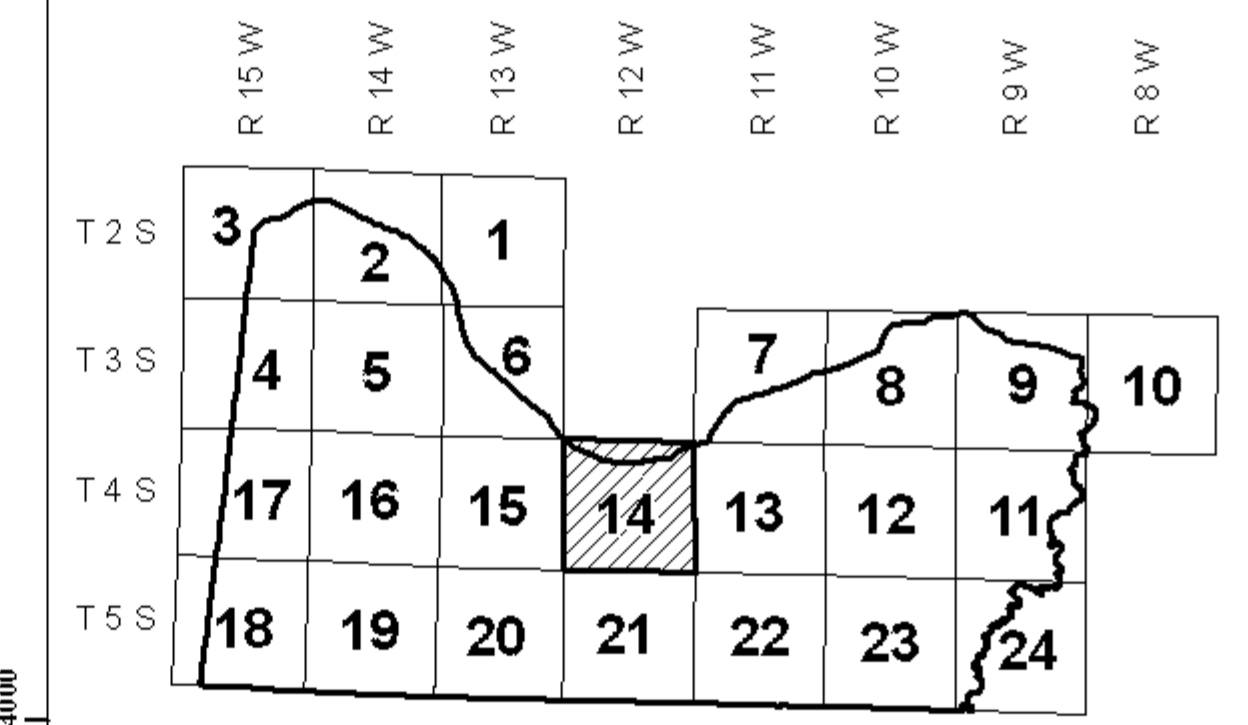 R 15 W R 14 W R 13 W R 12 W R 11 W R 10 W R 9 W R 8 W
T 2 S 3 2 1
T 3 S 4 5 6 7 8 9 10
T 4 S 17 16 15 14 13 12 11
T 5 S 18 19 20 21 22 23 24
4000